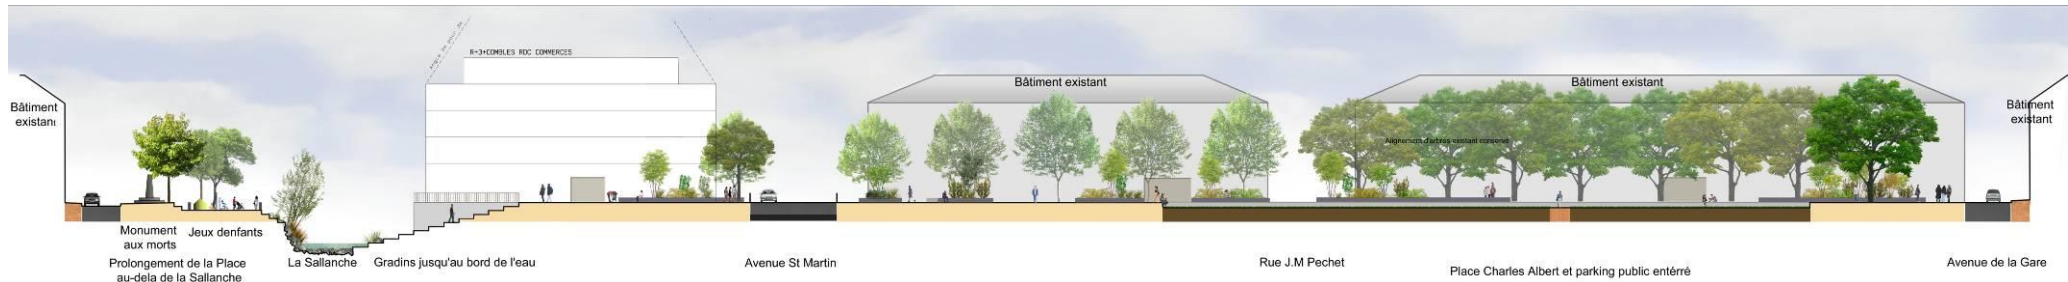 R+3+COMBLES RDC COMMERCES
Bâtiment existant
Bâtiment existant
Bâtiment
existant
Bâtiment
existant
Alignement d'arbres existant conservé
Monument
aux morts
Jeux denfants
Prolongement de la Place
au-dela de la Sallanche
La Sallanche
Gradins jusqu'au bord de l'eau
Avenue St Martin
Rue J.M Pechet
Place Charles Albert et parking public entérré
Avenue de la Gare